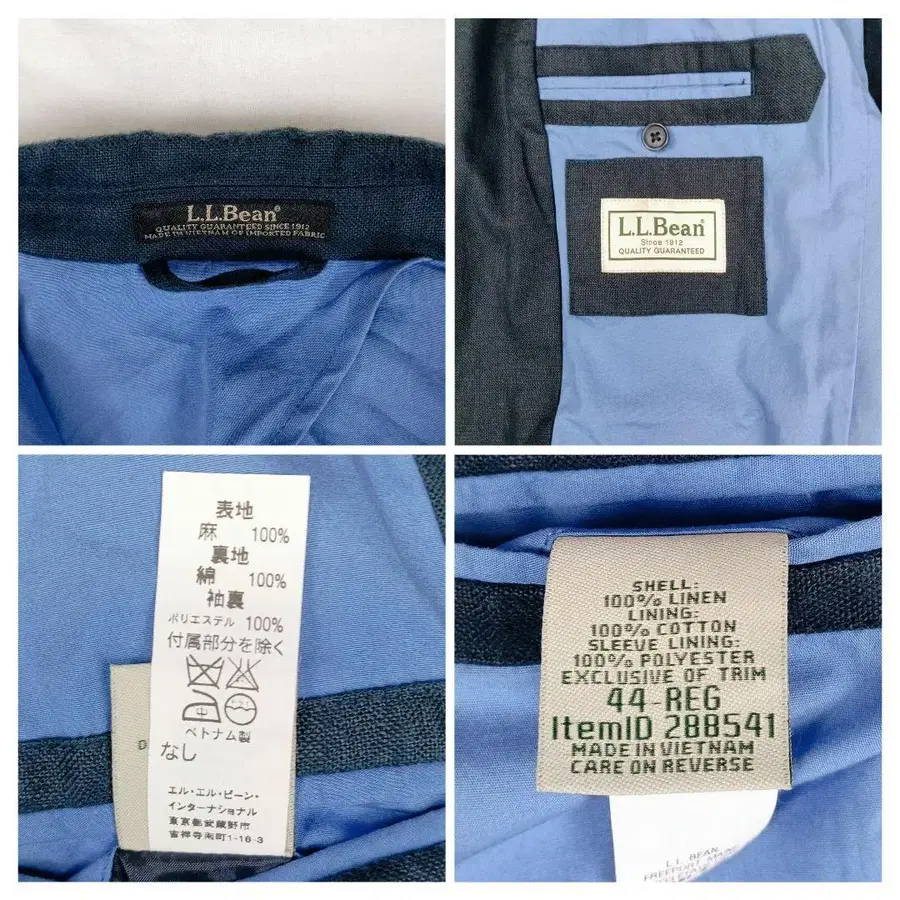 L.L.Bean®
QUALITY GUARANTEED SINCE 1912
MADE IN VIETNAM OF IMPORTED FABRIC
L.L.Bean®
Since 1912
QUALITY GUARANTEED
表地
麻 100%
裏地
綿 100%
袖裏
ポリエステル 100%
付属部分を除く
中
ベトナム製
なし
エル・エル・ビーン・
インターナショナル
東京都武蔵野市
吉祥寺南町1-16-3
D
SHELL:
100% LINEN
LINING:
100% COTTON
SLEEVE LINING:
100% POLYESTER
EXCLUSIVE OF TRIM
44-REG
ItemID 288541
MADE IN VIETNAM
CARE ON REVERSE
L.L. BEAN,
FREEPORT, MAINE